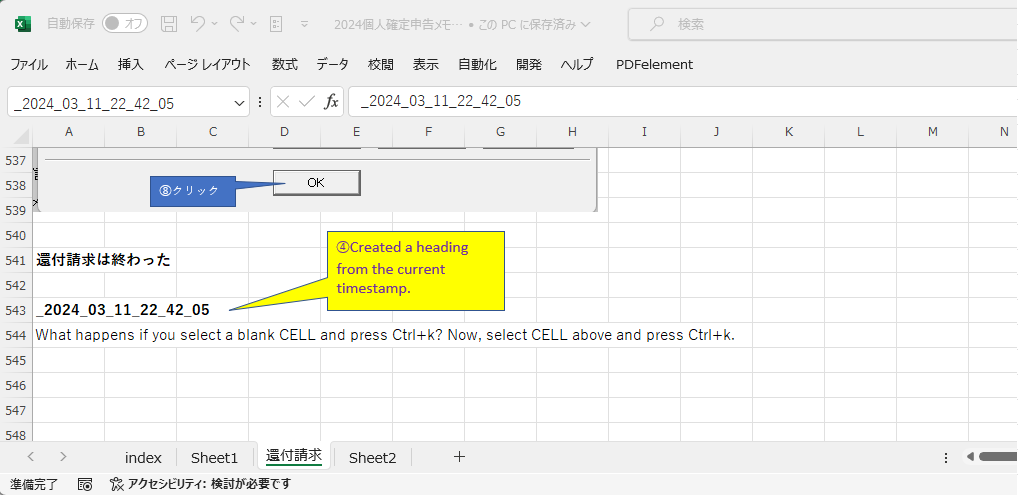 自動保存 オフ 2024個人確定申告メモ… • この PC に保存済み 検索
ファイル ホーム 挿入 ページ レイアウト 数式 データ 校閲 表示 自動化 開発 ヘルプ PDFelement
_2024_03_11_22_42_05 fx _2024_03_11_22_42_05
A B C D E F G H I J K L M N
537
538 ⑧クリック OK
539
540
④Created a heading
541 還付請求は終わった
from the current
542
timestamp.
543 _2024_03_11_22_42_05
544 What happens if you select a blank CELL and press Ctrl+k? Now, select CELL above and press Ctrl+k.
545
546
547
548
index Sheet1 還付請求 Sheet2 +
準備完了 アクセシビリティ: 検討が必要です